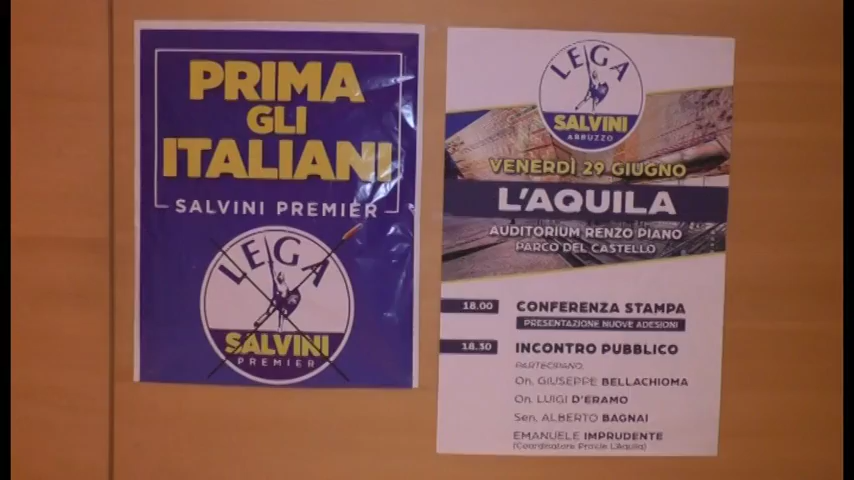 PRIMA
GLI
ITALIANI
SALVINI PREMIER
LEGA
SALVINI
PREMIER
LEGA
SALVINI
ABRUZZO
VENERDÌ 29 GIUGNO
L'AQUILA
AUDITORIUM RENZO PIANO
PARCO DEL CASTELLO
18.00 CONFERENZA STAMPA
PRESENTAZIONE NUOVE ADESIONI
18.30 INCONTRO PUBBLICO
PARTECIPANO:
On. GIUSEPPE BELLACHIOMA
On. LUIGI D'ERAMO
Sen. ALBERTO BAGNAI
EMANUELE IMPRUDENTE
(Coordinatore Prov.le L'Aquila)